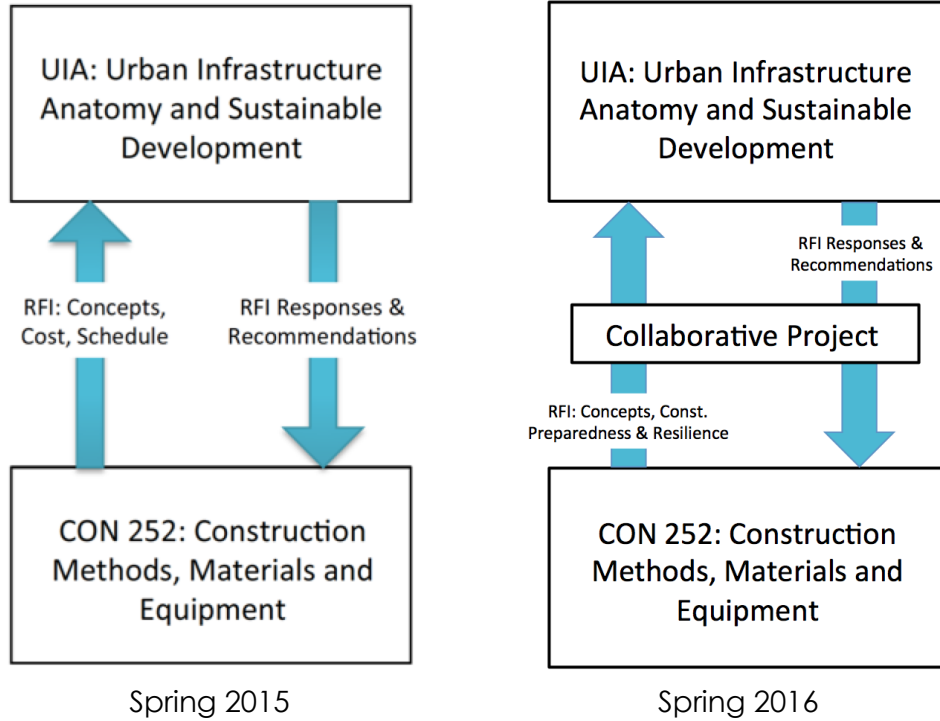 UIA: Urban Infrastructure
Anatomy and Sustainable
Development
RFI: Concepts,
Cost, Schedule
RFI Responses &
Recommendations
CON 252: Construction
Methods, Materials and
Equipment
Spring 2015
UIA: Urban Infrastructure
Anatomy and Sustainable
Development
RFI Responses &
Recommendations
Collaborative Project
RFI: Concepts, Const.
Preparedness & Resilience
CON 252: Construction
Methods, Materials and
Equipment
Spring 2016